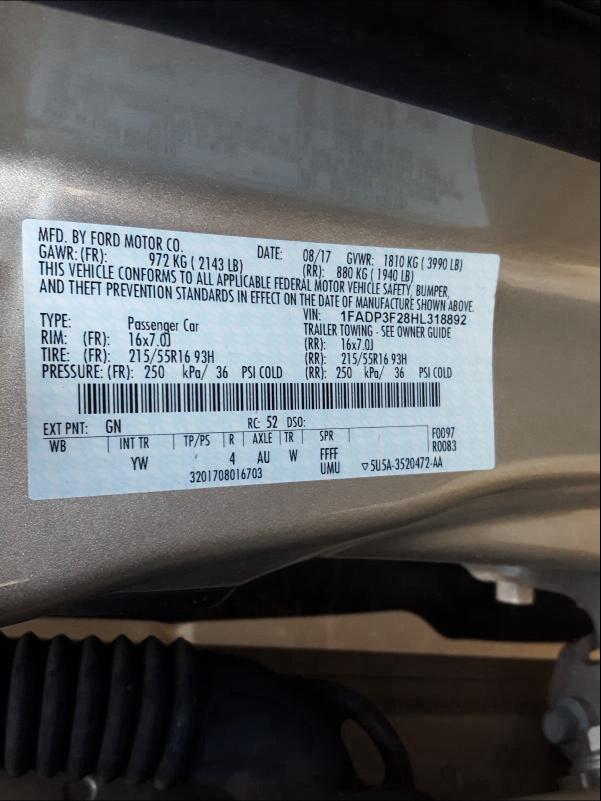 MFD. BY FORD MOTOR CO. DATE: 08/17 GVWR: 1810 KG ( 3990 LB)
GAWR: (FR): 972 KG ( 2143 LB) (RR): 880 KG ( 1940 LB)
THIS VEHICLE CONFORMS TO ALL APPLICABLE FEDERAL MOTOR VEHICLE SAFETY, BUMPER,
AND THEFT PREVENTION STANDARDS IN EFFECT ON THE DATE OF MANUFACTURE SHOWN ABOVE.
VIN: 1FADP3F28HL318892
TYPE: Passenger Car TRAILER TOWING - SEE OWNER GUIDE
RIM: (FR): 16x7.0J (RR): 16x7.0J
TIRE: (FR): 215/55R16 93H (RR): 215/55R16 93H
PRESSURE: (FR): 250 kPa/ 36 PSI COLD (RR): 250 kPa/ 36 PSI COLD
EXT PNT: GN RC: 52 DSO:
WB INT TR TP/PS R AXLE TR SPR F0097
R0083
YW 4 AU W FFFF
UMU ▽5U5A-3520472-AA
3201708016703